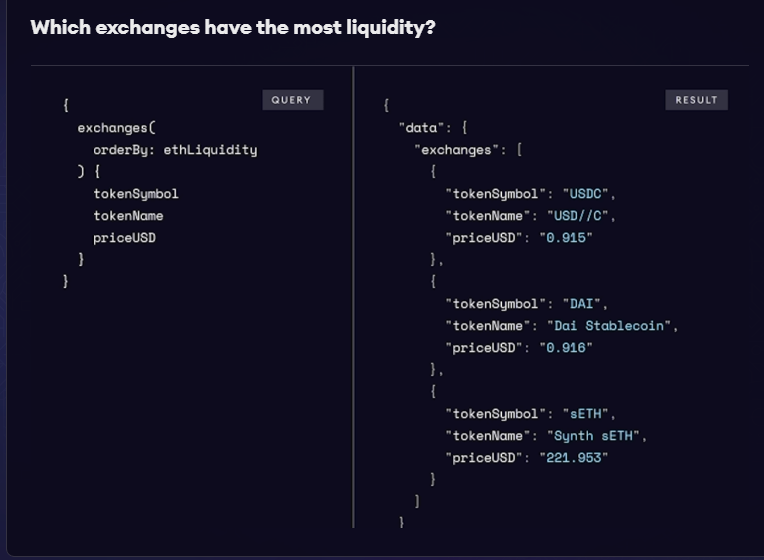 Which exchanges have the most liquidity?
QUERY
{
exchanges(
orderBy: ethLiquidity
) {
tokenSymbol
tokenName
priceUSD
}
}
RESULT
{
"data": {
"exchanges": [
{
"tokenSymbol": "USDC",
"tokenName": "USD//C",
"priceUSD": "0.915"
},
{
"tokenSymbol": "DAI",
"tokenName": "Dai Stablecoin",
"priceUSD": "0.916"
},
{
"tokenSymbol": "sETH",
"tokenName": "Synth sETH",
"priceUSD": "221.953"
}
]
}